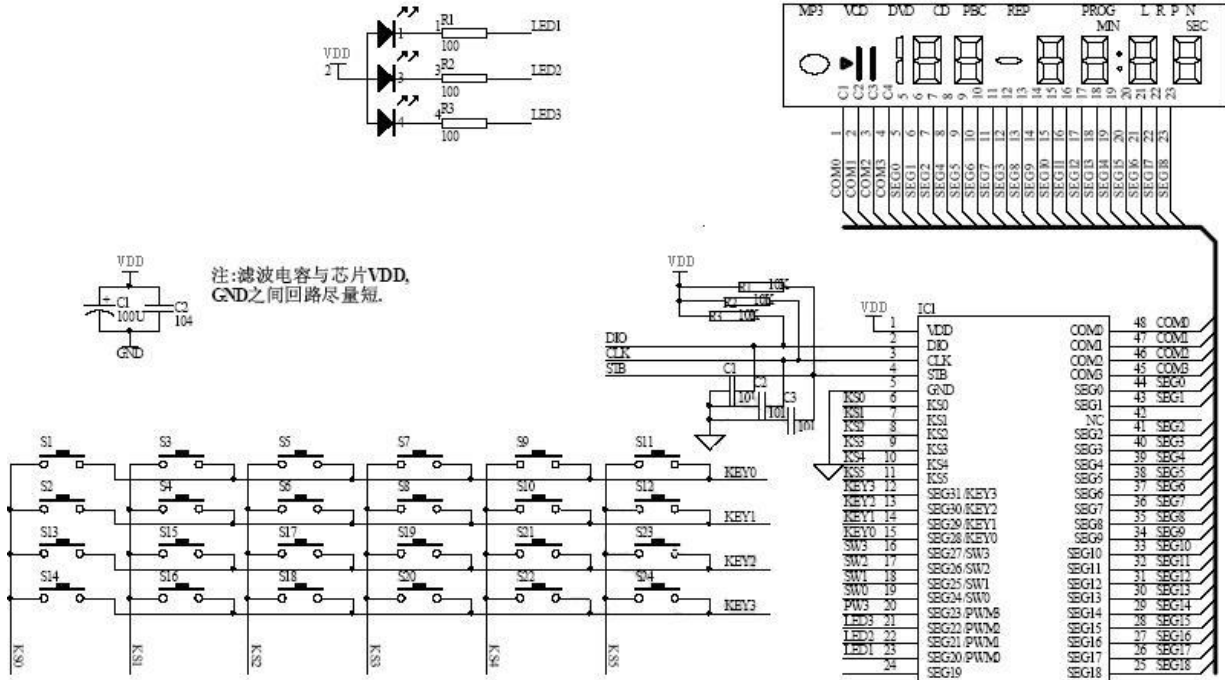 MP3 VCD DVD CD PBC REP PROG L R P N
MIN SEC
C1 C2 C3 C4 5 6 7 8 9 10 11 12 13 14 15 16 17 18 19 20 21 22 23
1 2 3 4 5 6 7 8 9 10 11 12 13 14 15 16 17 18 19 20 21 22 23
COM0 COM1 COM2 COM3 SEG0 SEG1 SEG2 SEG4 SEG5 SEG6 SEG7 SEG3 SEG8 SEG9 SEG10 SEG11 SEG12 SEG13 SEG14 SEG15 SEG16 SEG17 SEG18
VDD
2
1 1 R1 100 LED1
3 3 R2 100 LED2
4 4 R3 100 LED3
VDD
C1
100U
C2
104
GND
注:滤波电容与芯片VDD,
GND之间回路尽量短.
VDD
R1 10K
R2 10K
R3 10K
DIO
CLK
STB
C1
C2 101
C3 101
IC1
VDD 1 VDD
2 DIO
3 CLK
4 STB
5 GND
KS0 6 KS0
KS1 7 KS1
KS2 8 KS2
KS3 9 KS3
KS4 10 KS4
KS5 11 KS5
KEY3 12 SEG31/KEY3
KEY2 13 SEG30/KEY2
KEY1 14 SEG29/KEY1
KEY0 15 SEG28/KEY0
SW3 16 SEG27/SW3
SW2 17 SEG26/SW2
SW1 18 SEG25/SW1
SW0 19 SEG24/SW0
PW3 20 SEG23/PWM3
LED3 21 SEG22/PWM2
LED2 22 SEG21/PWM1
LED1 23 SEG20/PWM0
24 SEG19
COM0 48 COM0
COM1 47 COM1
COM2 46 COM2
COM3 45 COM3
SEG0 44 SEG0
SEG1 43 SEG1
NC 42
SEG2 41 SEG2
SEG3 40 SEG3
SEG4 39 SEG4
SEG5 38 SEG5
SEG6 37 SEG6
SEG7 36 SEG7
SEG8 35 SEG8
SEG9 34 SEG9
SEG10 33 SEG10
SEG11 32 SEG11
SEG12 31 SEG12
SEG13 30 SEG13
SEG14 29 SEG14
SEG15 28 SEG15
SEG16 27 SEG16
SEG17 26 SEG17
SEG18 25 SEG18
S1 S3 S5 S7 S9 S11
KEY0
S2 S4 S6 S8 S10 S12
KEY1
S13 S15 S17 S19 S21 S23
KEY2
S14 S16 S18 S20 S22 S24
KEY3
KS0 KS1 KS2 KS3 KS4 KS5